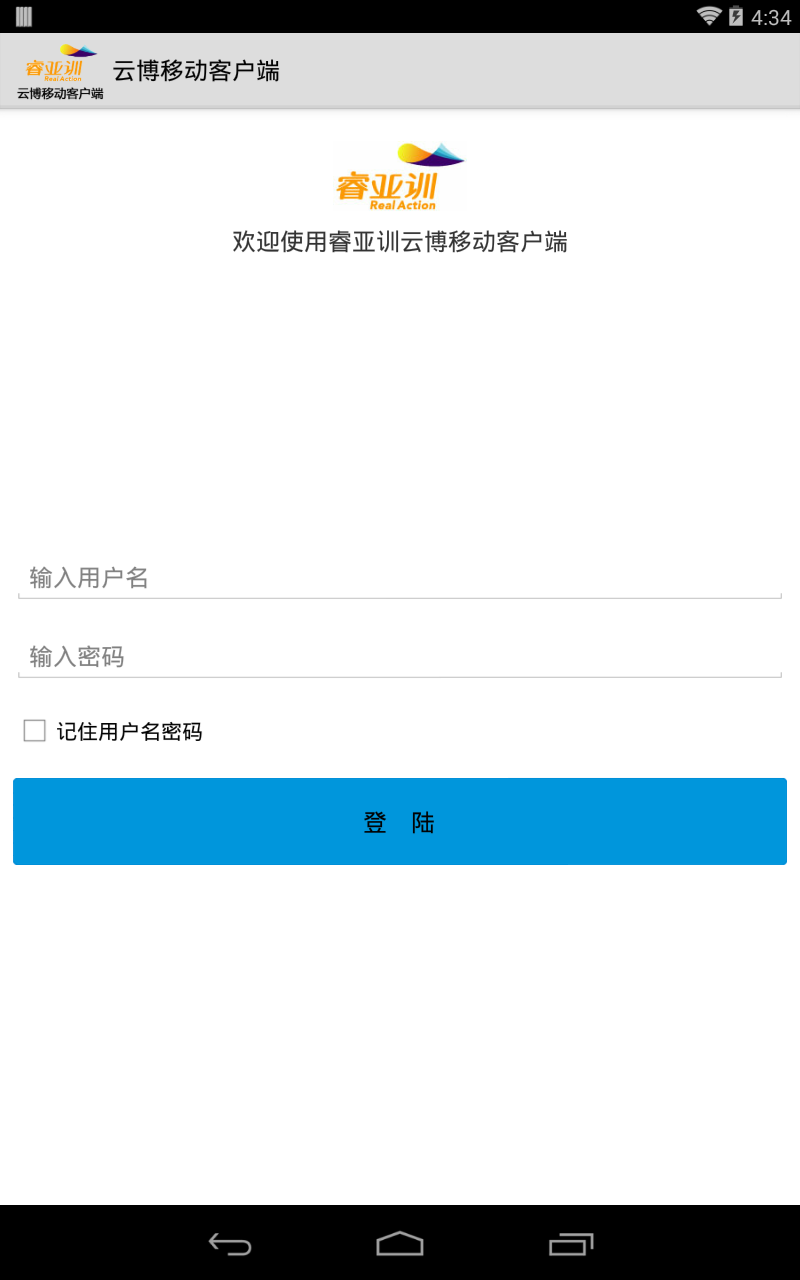 4:34
睿亚训
Real Action
云博移动客户端
云博移动客户端
睿亚训
Real Action
欢迎使用睿亚训云博移动客户端
输入用户名
输入密码
记住用户名密码
登 陆